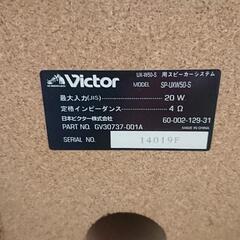 Victor
UX-W50-S 用スピーカーシステム
MODEL SP-UXW50-S
最大入力(JIS) 20 W
定格インピーダンス 4 Ω
日本ビクター株式会社 60-002-129-31
PART NO. GV30737-001A MADE IN CHINA
SERIAL NO. 14019F